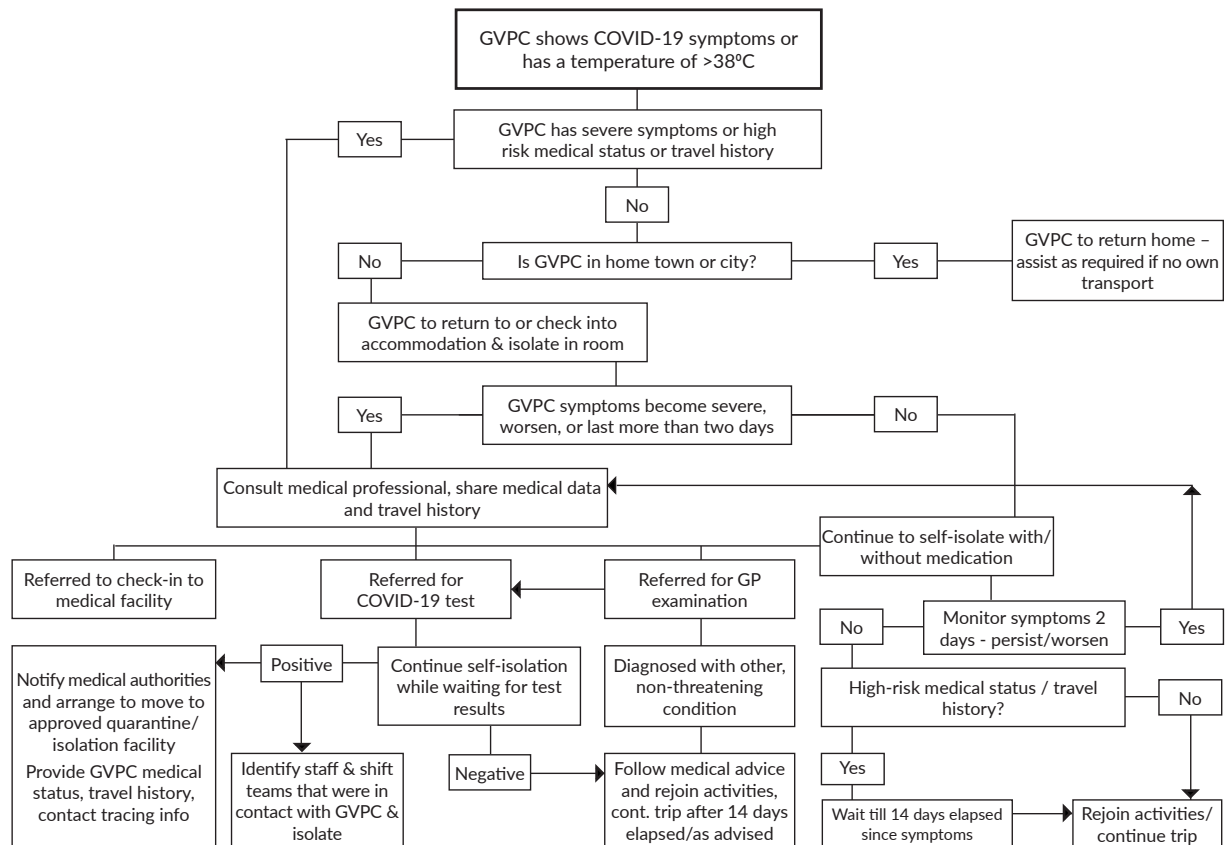 GVPC shows COVID-19 symptoms or
has a temperature of >38ºC
Yes
GVPC has severe symptoms or high
risk medical status or travel history
No
No
Is GVPC in home town or city?
Yes
GVPC to return home –
assist as required if no own
transport
GVPC to return to or check into
accommodation & isolate in room
Yes
GVPC symptoms become severe,
worsen, or last more than two days
No
Consult medical professional, share medical data
and travel history
Continue to self-isolate with/
without medication
Referred to check-in to
medical facility
Referred for
COVID-19 test
Referred for GP
examination
No
Monitor symptoms 2
days - persist/worsen
Yes
Notify medical authorities
and arrange to move to
approved quarantine/
isolation facility
Provide GVPC medical
status, travel history,
contact tracing info
Positive
Continue self-isolation
while waiting for test
results
Diagnosed with other,
non-threatening
condition
High-risk medical status / travel
history?
No
Identify staff & shift
teams that were in
contact with GVPC &
isolate
Negative
Follow medical advice
and rejoin activities,
cont. trip after 14 days
elapsed/as advised
Yes
Wait till 14 days elapsed
since symptoms
Rejoin activities/
continue trip